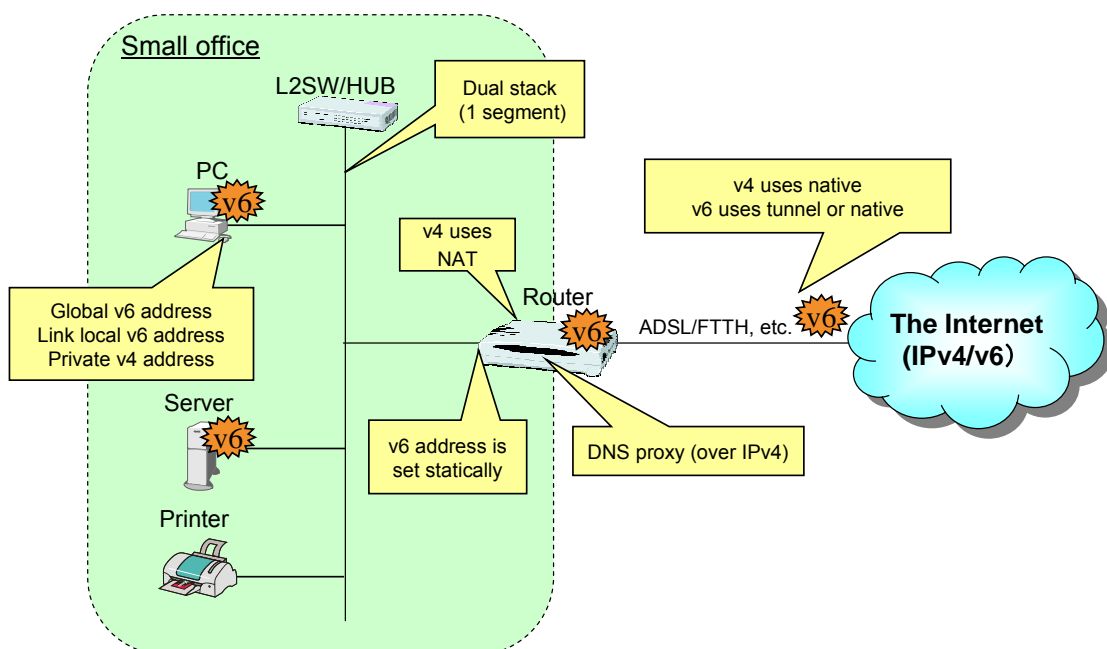 Small office
L2SW/HUB
Dual stack
(1 segment)
PC
v6
v4 uses native
v6 uses tunnel or native
v4 uses
NAT
Global v6 address
Link local v6 address
Private v4 address
Router
v6
ADSL/FTTH, etc.
v6
The Internet
(IPv4/v6）
Server
v6
v6 address is
set statically
DNS proxy (over IPv4)
Printer